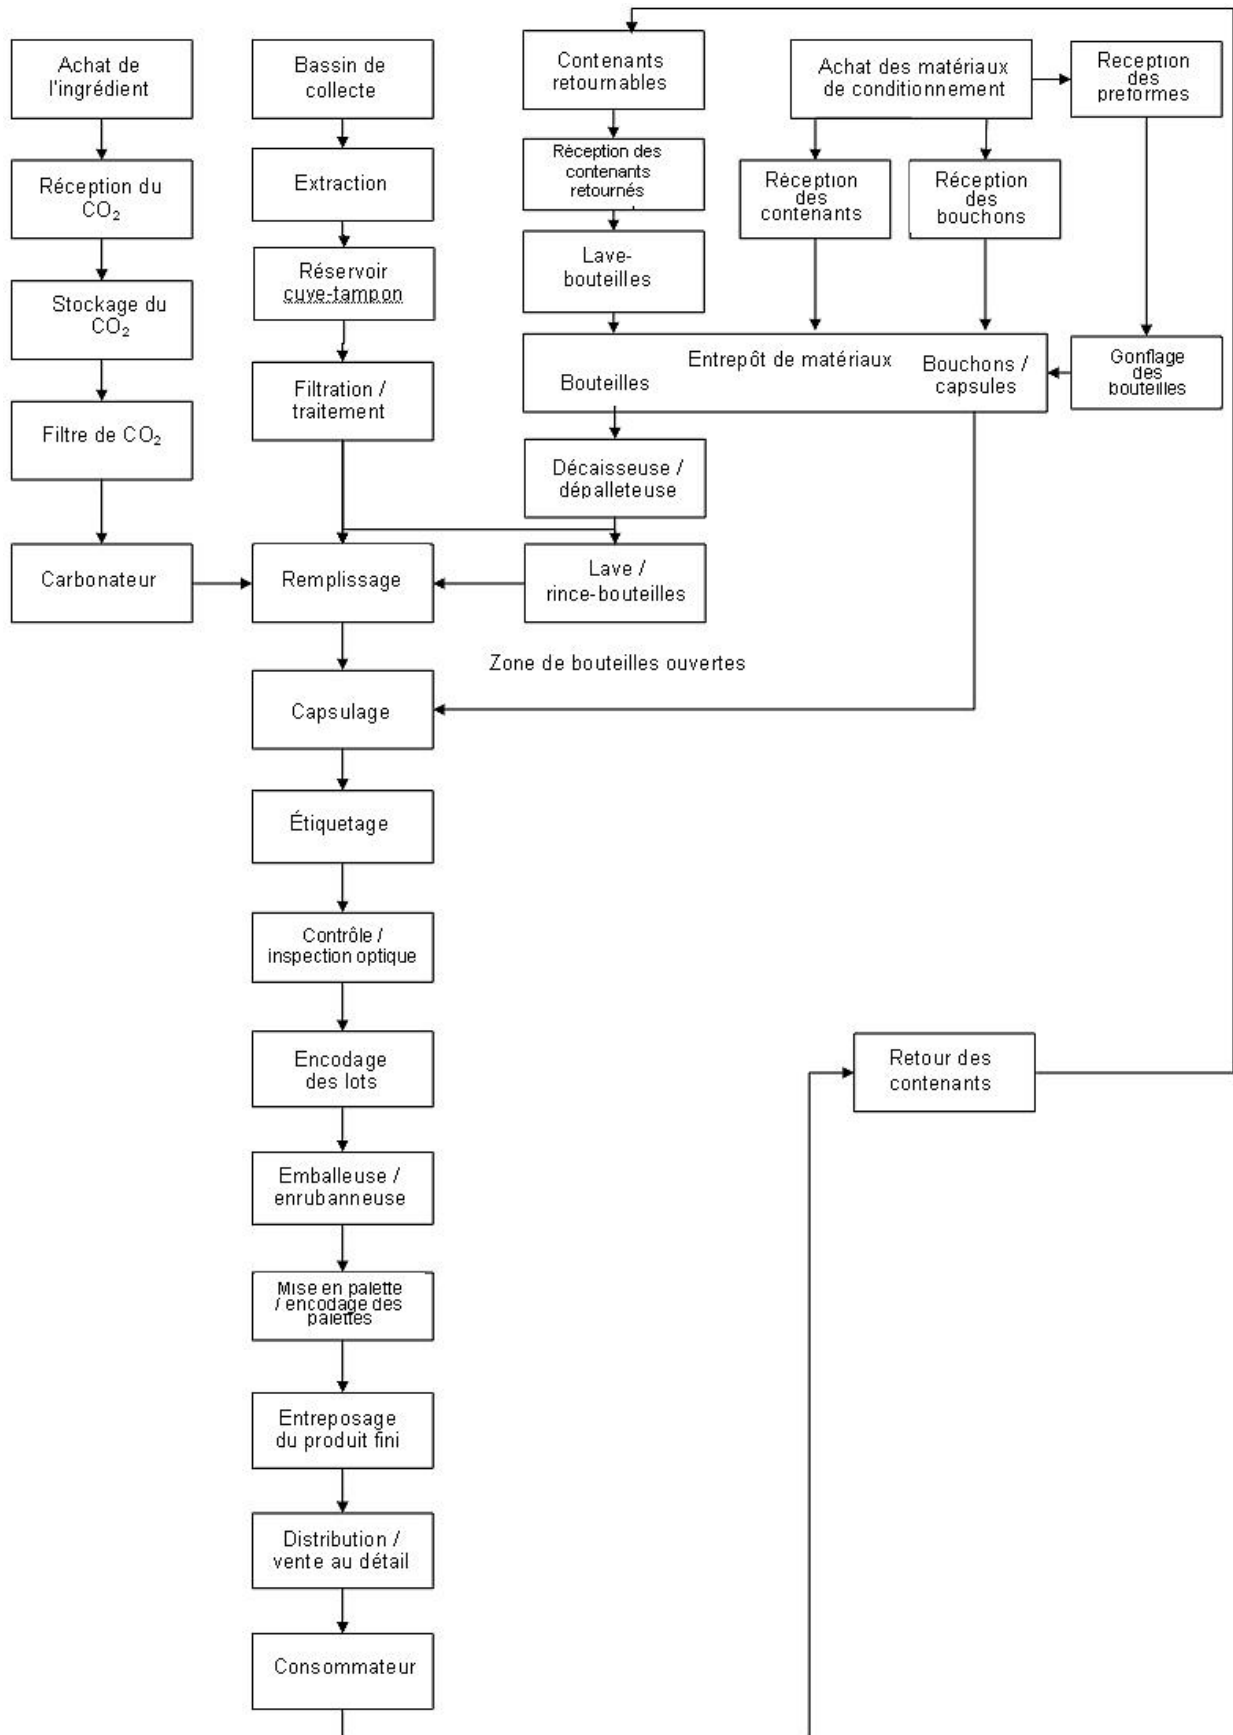 Achat de
l'ingrédient
Réception du
CO₂
Stockage du
CO₂
Filtre de CO₂
Carbonateur
Bassin de
collecte
Extraction
Réservoir
cuve-tampon
Filtration /
traitement
Remplissage
Contenants
retournables
Réception des
contenants
retournés
Lave-
bouteilles
Achat des matériaux
de conditionnement
Réception
des
contenants
Réception
des
bouchons
Reception
des
preformes
Entrepôt de matériaux
Bouteilles
Bouchons /
capsules
Gonflage
des
bouteilles
Décaisseuse /
dépalleteuse
Lave /
rince-bouteilles
Zone de bouteilles ouvertes
Capsulage
Étiquetage
Contrôle /
inspection optique
Encodage
des lots
Retour des
contenants
Emballeuse /
enrubanneuse
Mise en palette
/ encodage des
palettes
Entreposage
du produit fini
Distribution /
vente au détail
Consommateur